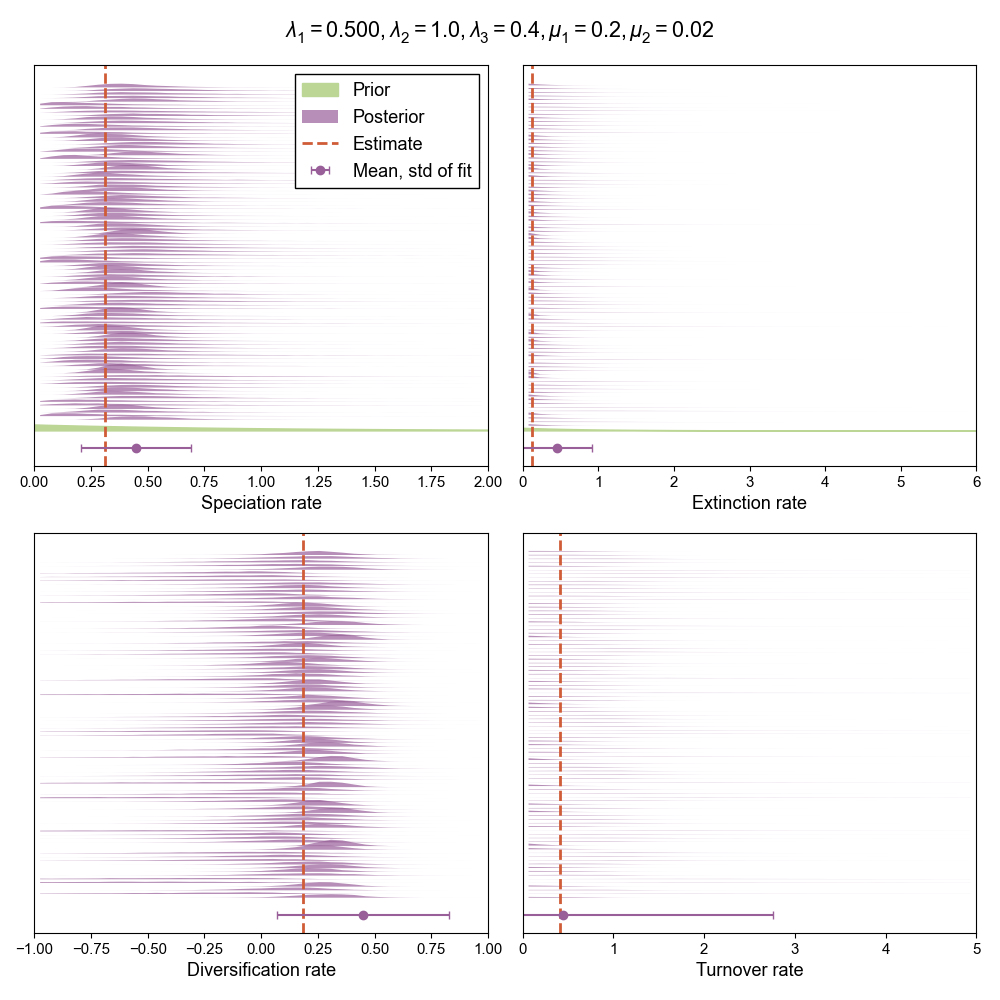 λ₁ = 0.500, λ₂ = 1.0, λ₃ = 0.4, μ₁ = 0.2, μ₂ = 0.02
Prior
Posterior
Estimate
Mean, std of fit
0.00 0.25 0.50 0.75 1.00 1.25 1.50 1.75 2.00
Speciation rate
0 1 2 3 4 5 6
Extinction rate
−1.00 −0.75 −0.50 −0.25 0.00 0.25 0.50 0.75 1.00
Diversification rate
0 1 2 3 4 5
Turnover rate